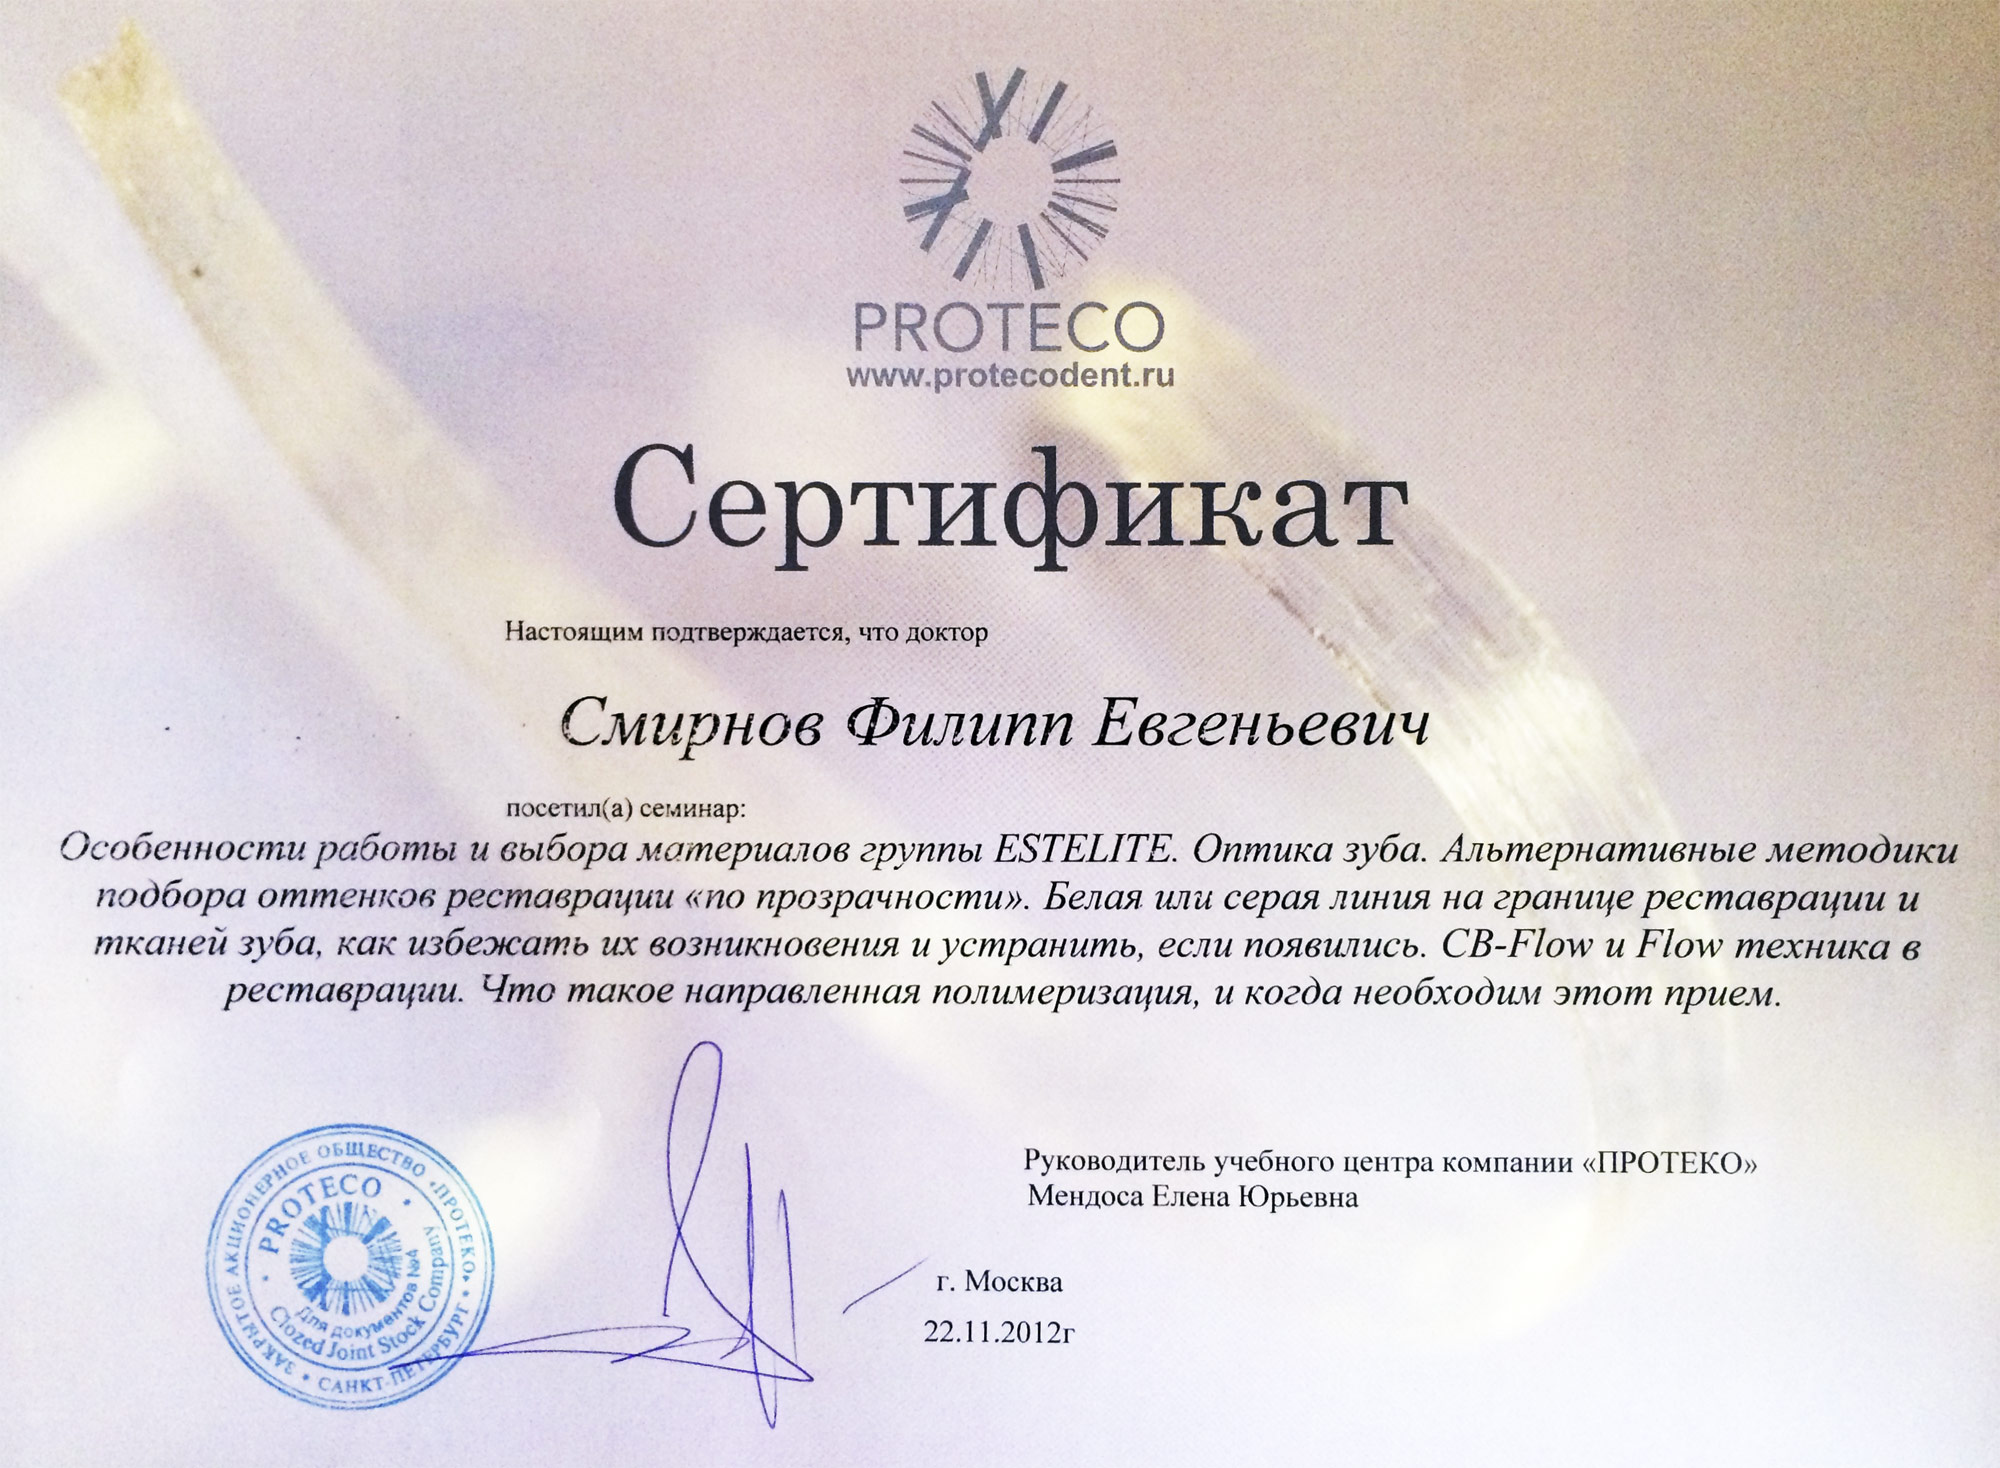 PROTECO
www.protecodent.ru
Сертификат
Настоящим подтверждается, что доктор
Смирнов Филипп Евгеньевич
посетил(а) семинар:
Особенности работы и выбора материалов группы ESTELITE. Оптика зуба. Альтернативные методики
подбора оттенков реставрации «по прозрачности». Белая или серая линия на границе реставрации и
тканей зуба, как избежать их возникновения и устранить, если появились. CB-Flow и Flow техника в
реставрации. Что такое направленная полимеризация, и когда необходим этот прием.
Руководитель учебного центра компании «ПРОТЕКО»
Мендоса Елена Юрьевна
г. Москва
22.11.2012г
ЗАКРЫТОЕ АКЦИОНЕРНОЕ ОБЩЕСТВО «ПРОТЕКО»
САНКТ-ПЕТЕРБУРГ
PROTECO
Clozed Joint Stock Company
Для документов №4